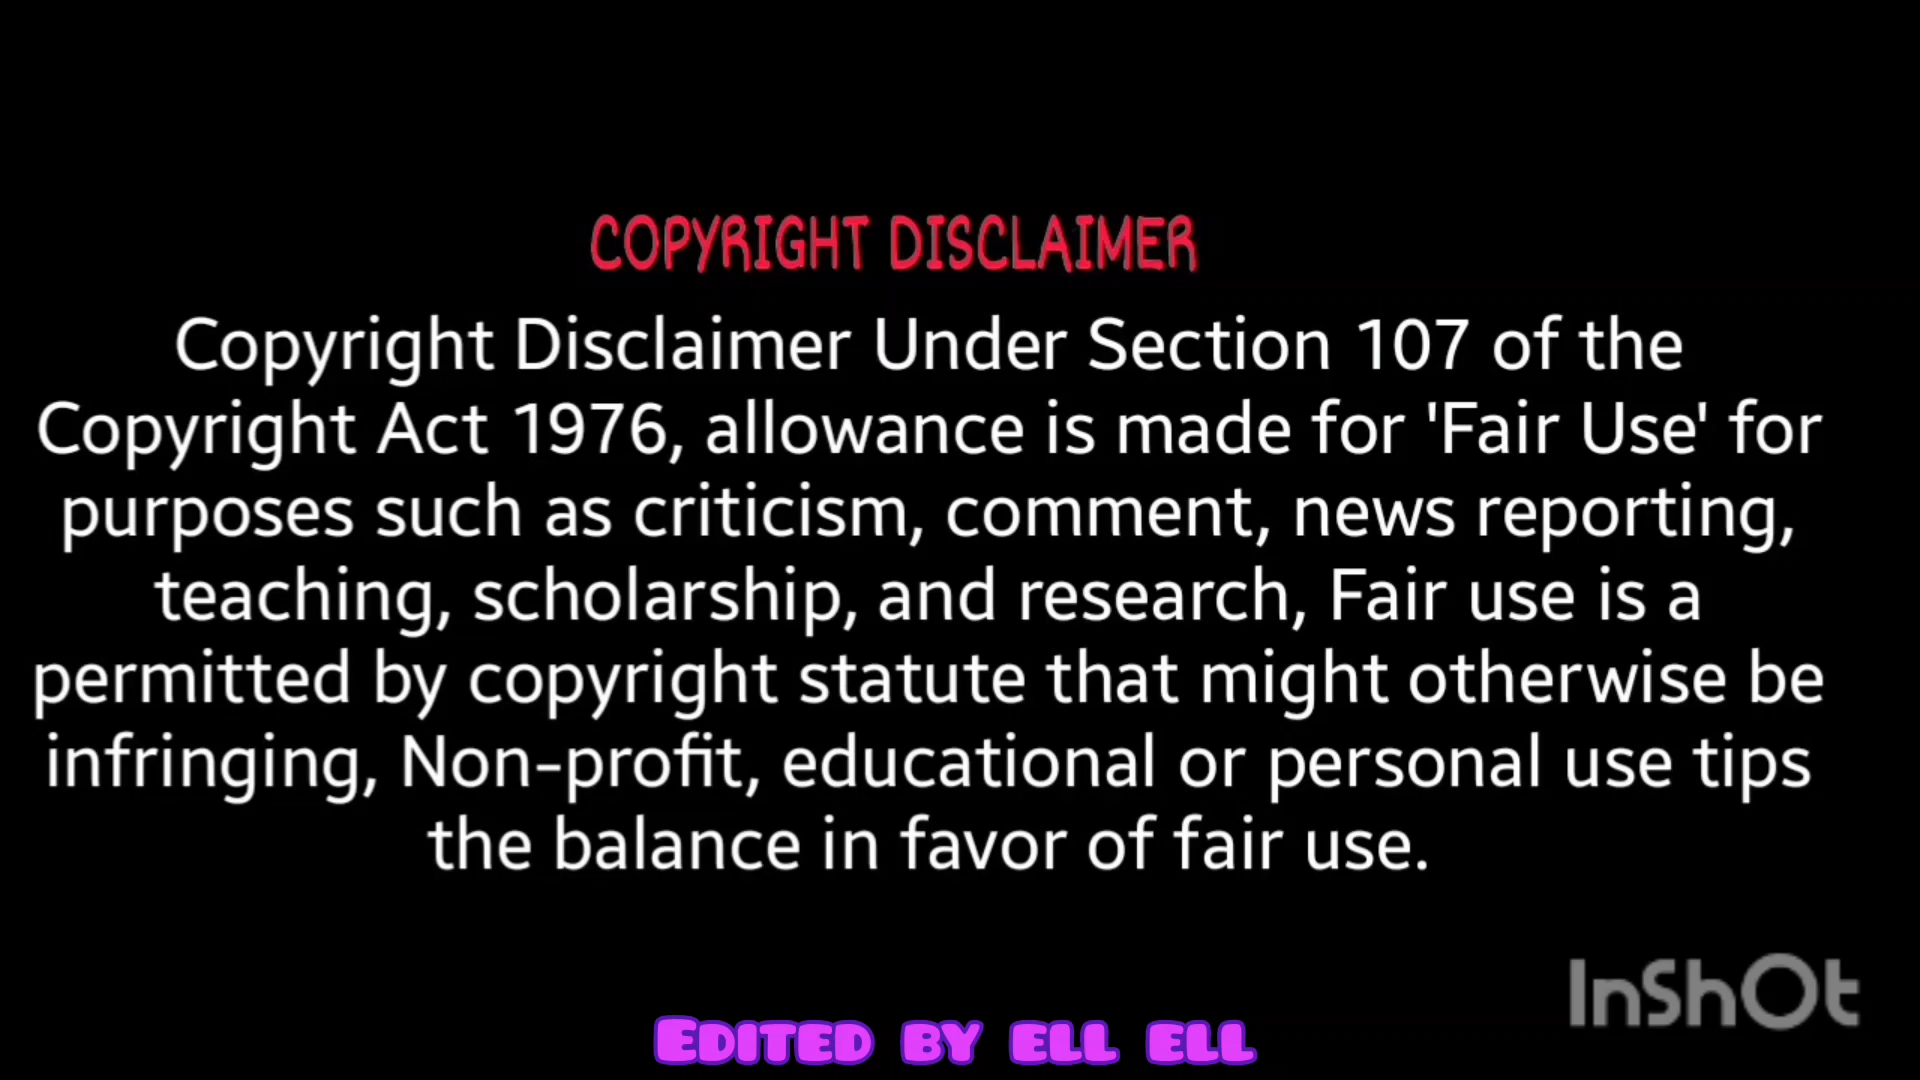 COPYRIGHT DISCLAIMER
Copyright Disclaimer Under Section 107 of the
Copyright Act 1976, allowance is made for 'Fair Use' for
purposes such as criticism, comment, news reporting,
teaching, scholarship, and research, Fair use is a
permitted by copyright statute that might otherwise be
infringing, Non-profit, educational or personal use tips
the balance in favor of fair use.
InShOt
EDITED BY ELL ELL